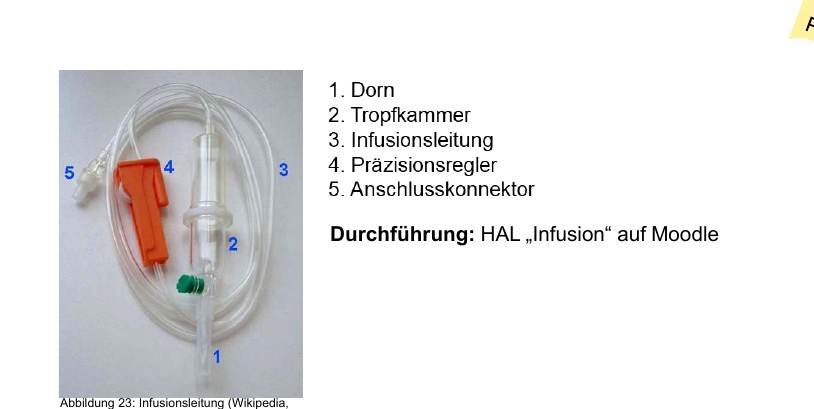 1. Dorn
2. Tropfkammer
3. Infusionsleitung
4. Präzisionsregler
5. Anschlusskonnektor
Durchführung: HAL „Infusion“ auf Moodle
5
4
3
2
1
Abbildung 23: Infusionsleitung (Wikipedia,